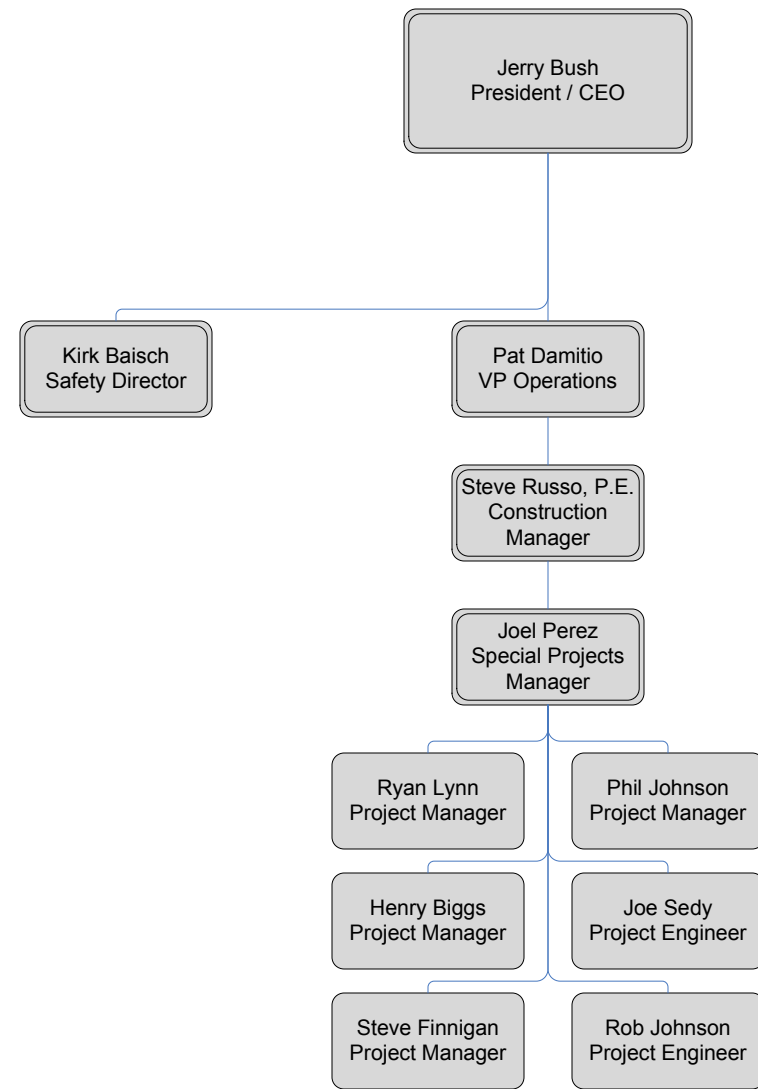 Jerry Bush
President / CEO
Kirk Baisch
Safety Director
Pat Damitio
VP Operations
Steve Russo, P.E.
Construction
Manager
Joel Perez
Special Projects
Manager
Ryan Lynn
Project Manager
Phil Johnson
Project Manager
Henry Biggs
Project Manager
Joe Sedy
Project Engineer
Steve Finnigan
Project Manager
Rob Johnson
Project Engineer